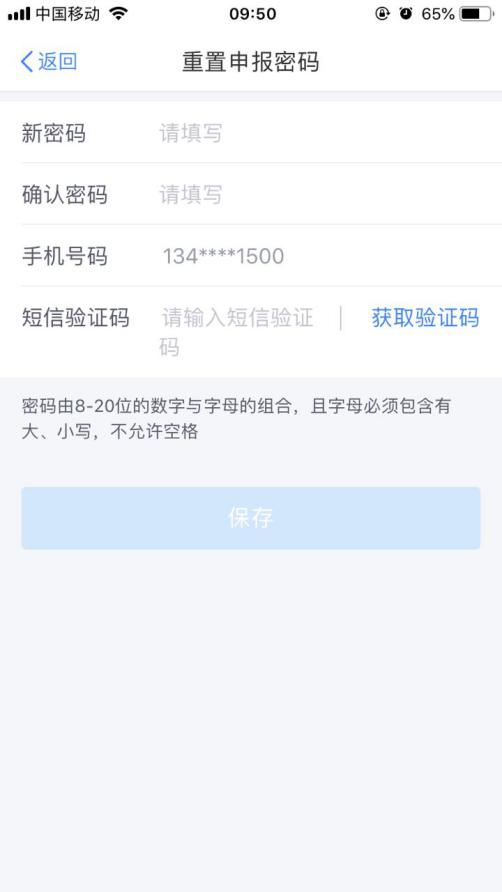 中国移动 09:50 65%
返回 重置申报密码
新密码 请填写
确认密码 请填写
手机号码 134****1500
短信验证码 请输入短信验证 获取验证码
码
密码由8-20位的数字与字母的组合，且字母必须包含有
大、小写，不允许空格
保存